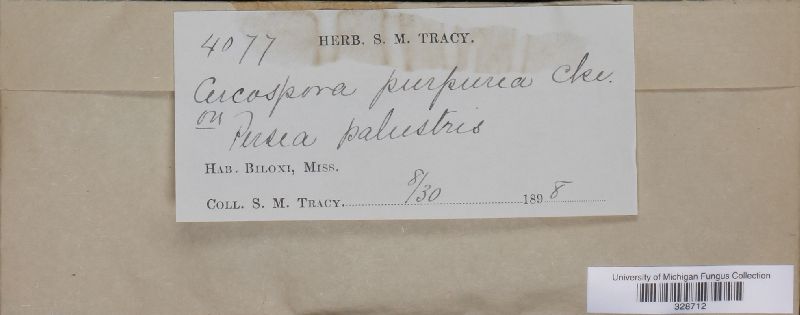 4077 HERB. S. M. TRACY.
Cercospora purpurea Cke.
on Persea palustris
HAB. BILOXI, MISS.
COLL. S. M. TRACY. 8/30 1898
University of Michigan Fungus Collection
328712